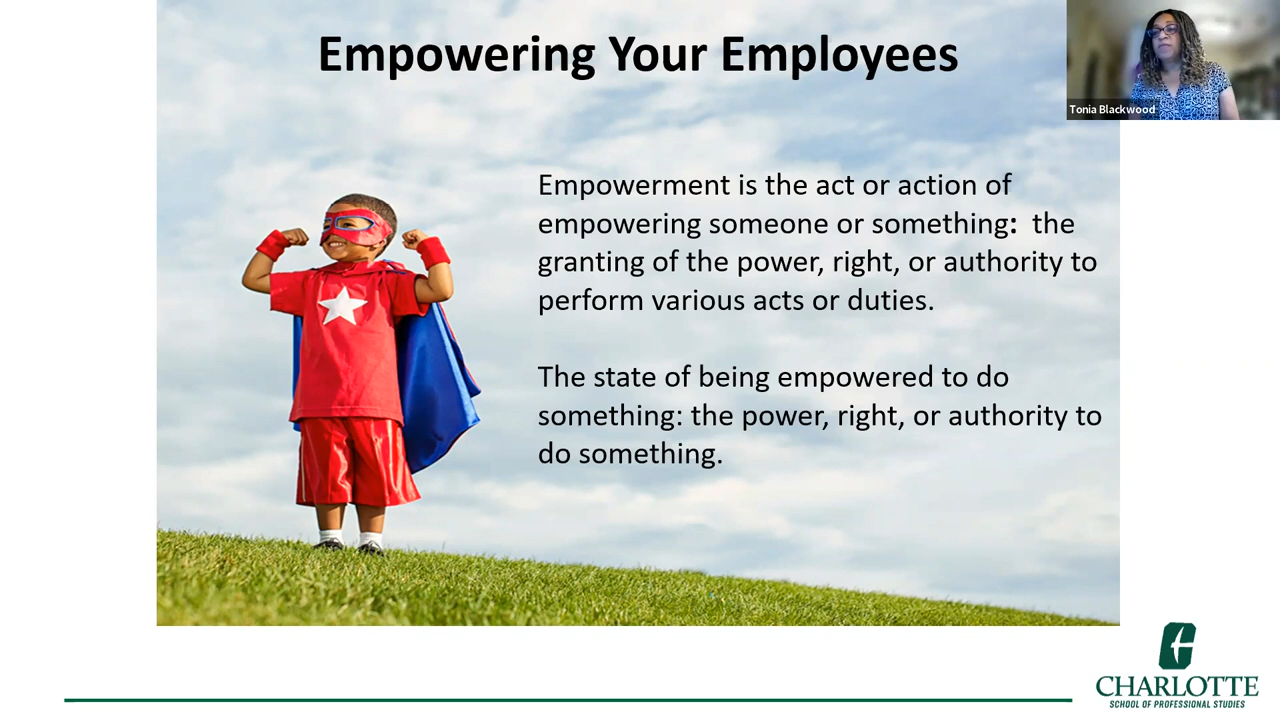 Empowering Your Employees
Tonia Blackwood
Empowerment is the act or action of
empowering someone or something:  the
granting of the power, right, or authority to
perform various acts or duties.
The state of being empowered to do
something: the power, right, or authority to
do something.
CHARLOTTE
SCHOOL OF PROFESSIONAL STUDIES